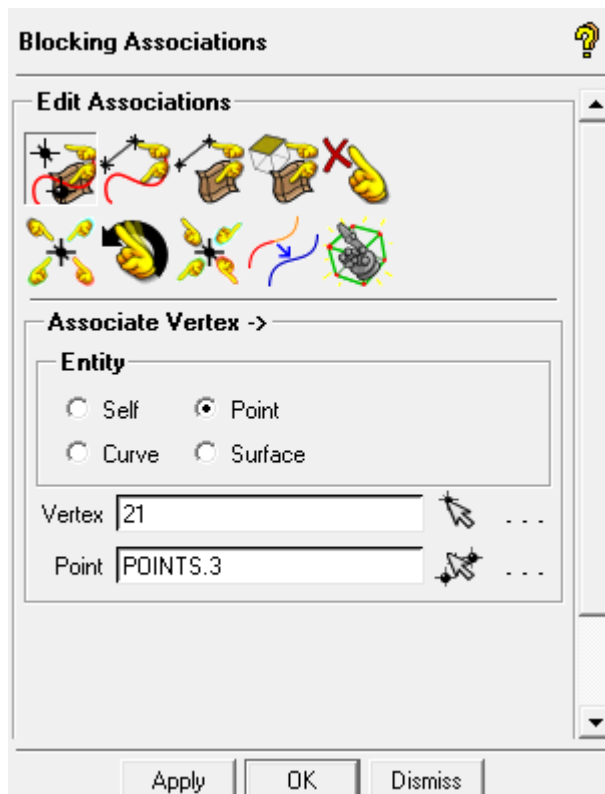 Blocking Associations
Edit Associations
Associate Vertex ->
Entity
Self Point
Curve Surface
Vertex 21 . . .
Point POINTS.3 . . .
Apply OK Dismiss